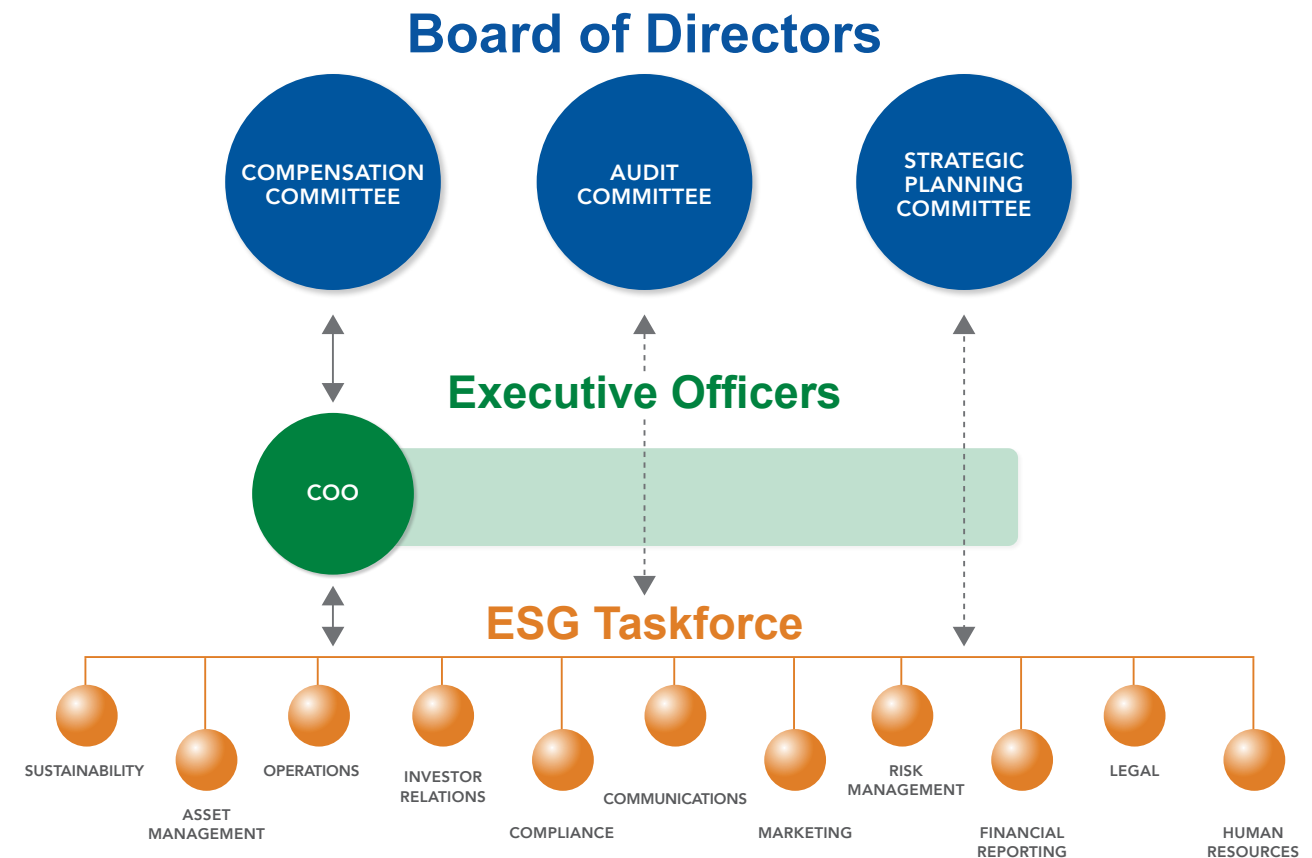 Board of Directors
COMPENSATION
COMMITTEE
AUDIT
COMMITTEE
STRATEGIC
PLANNING
COMMITTEE
Executive Officers
COO
ESG Taskforce
SUSTAINABILITY
ASSET
MANAGEMENT
OPERATIONS
INVESTOR
RELATIONS
COMPLIANCE
COMMUNICATIONS
MARKETING
RISK
MANAGEMENT
FINANCIAL
REPORTING
LEGAL
HUMAN
RESOURCES